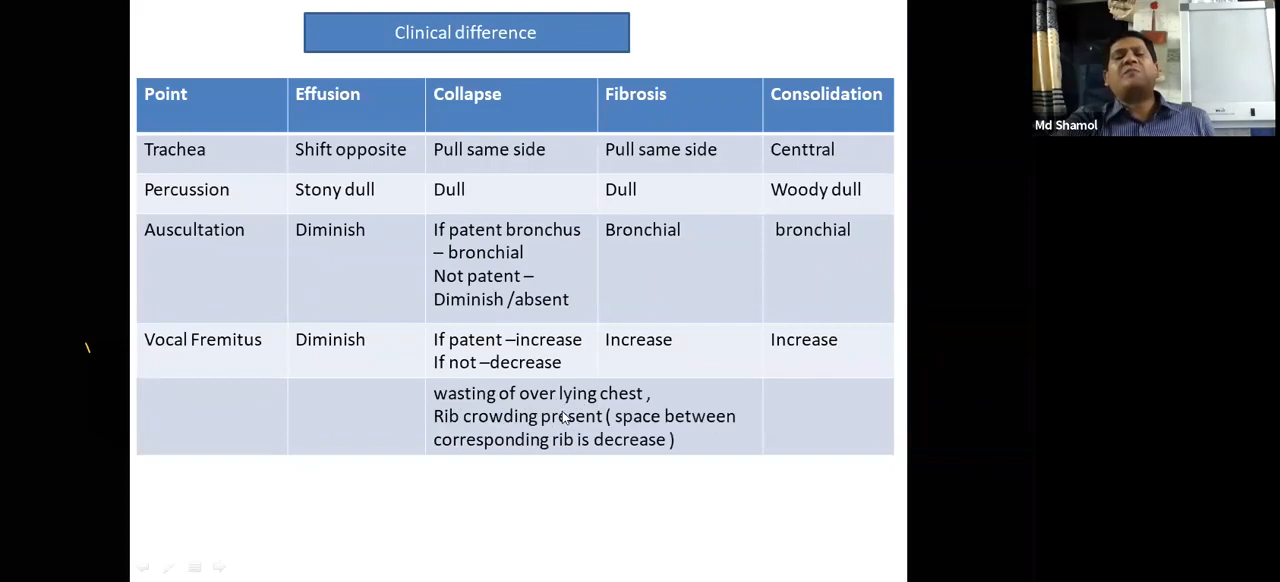 Clinical difference
Point Effusion Collapse Fibrosis Consolidation
Trachea Shift opposite Pull same side Pull same side Centtral
Percussion Stony dull Dull Dull Woody dull
Auscultation Diminish If patent bronchus Bronchial bronchial
– bronchial
Not patent –
Diminish /absent
Vocal Fremitus Diminish If patent –increase Increase Increase
If not –decrease
wasting of over lying chest ,
Rib crowding present ( space between
corresponding rib is decrease )
Md Shamol